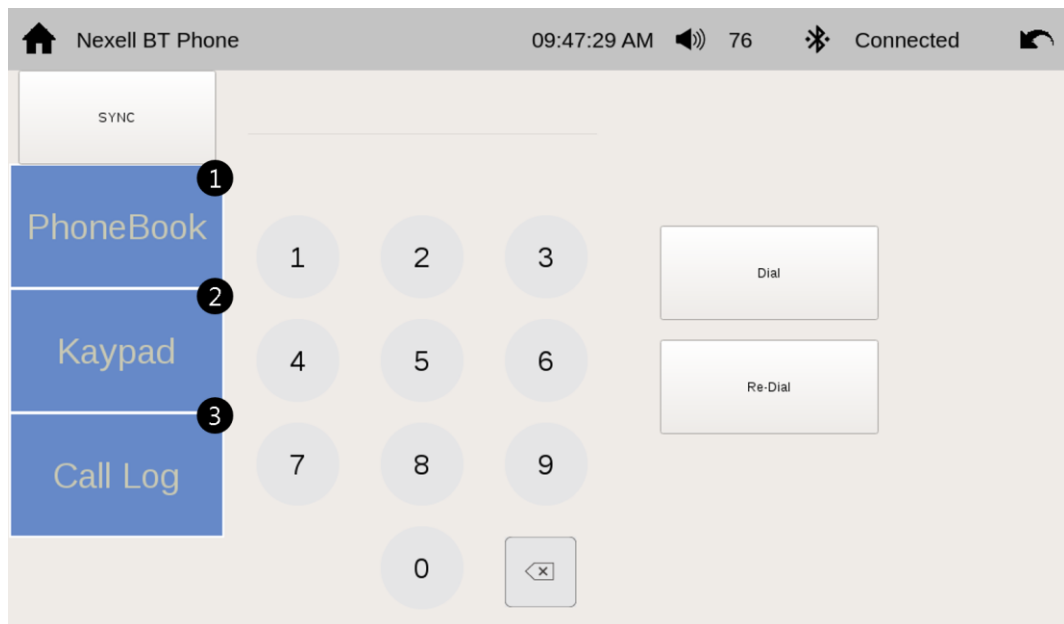 Nexell BT Phone 09:47:29 AM 76 Connected
SYNC
1
PhoneBook
2
Kaypad
3
Call Log
1 2 3
4 5 6
7 8 9
0
Dial
Re-Dial